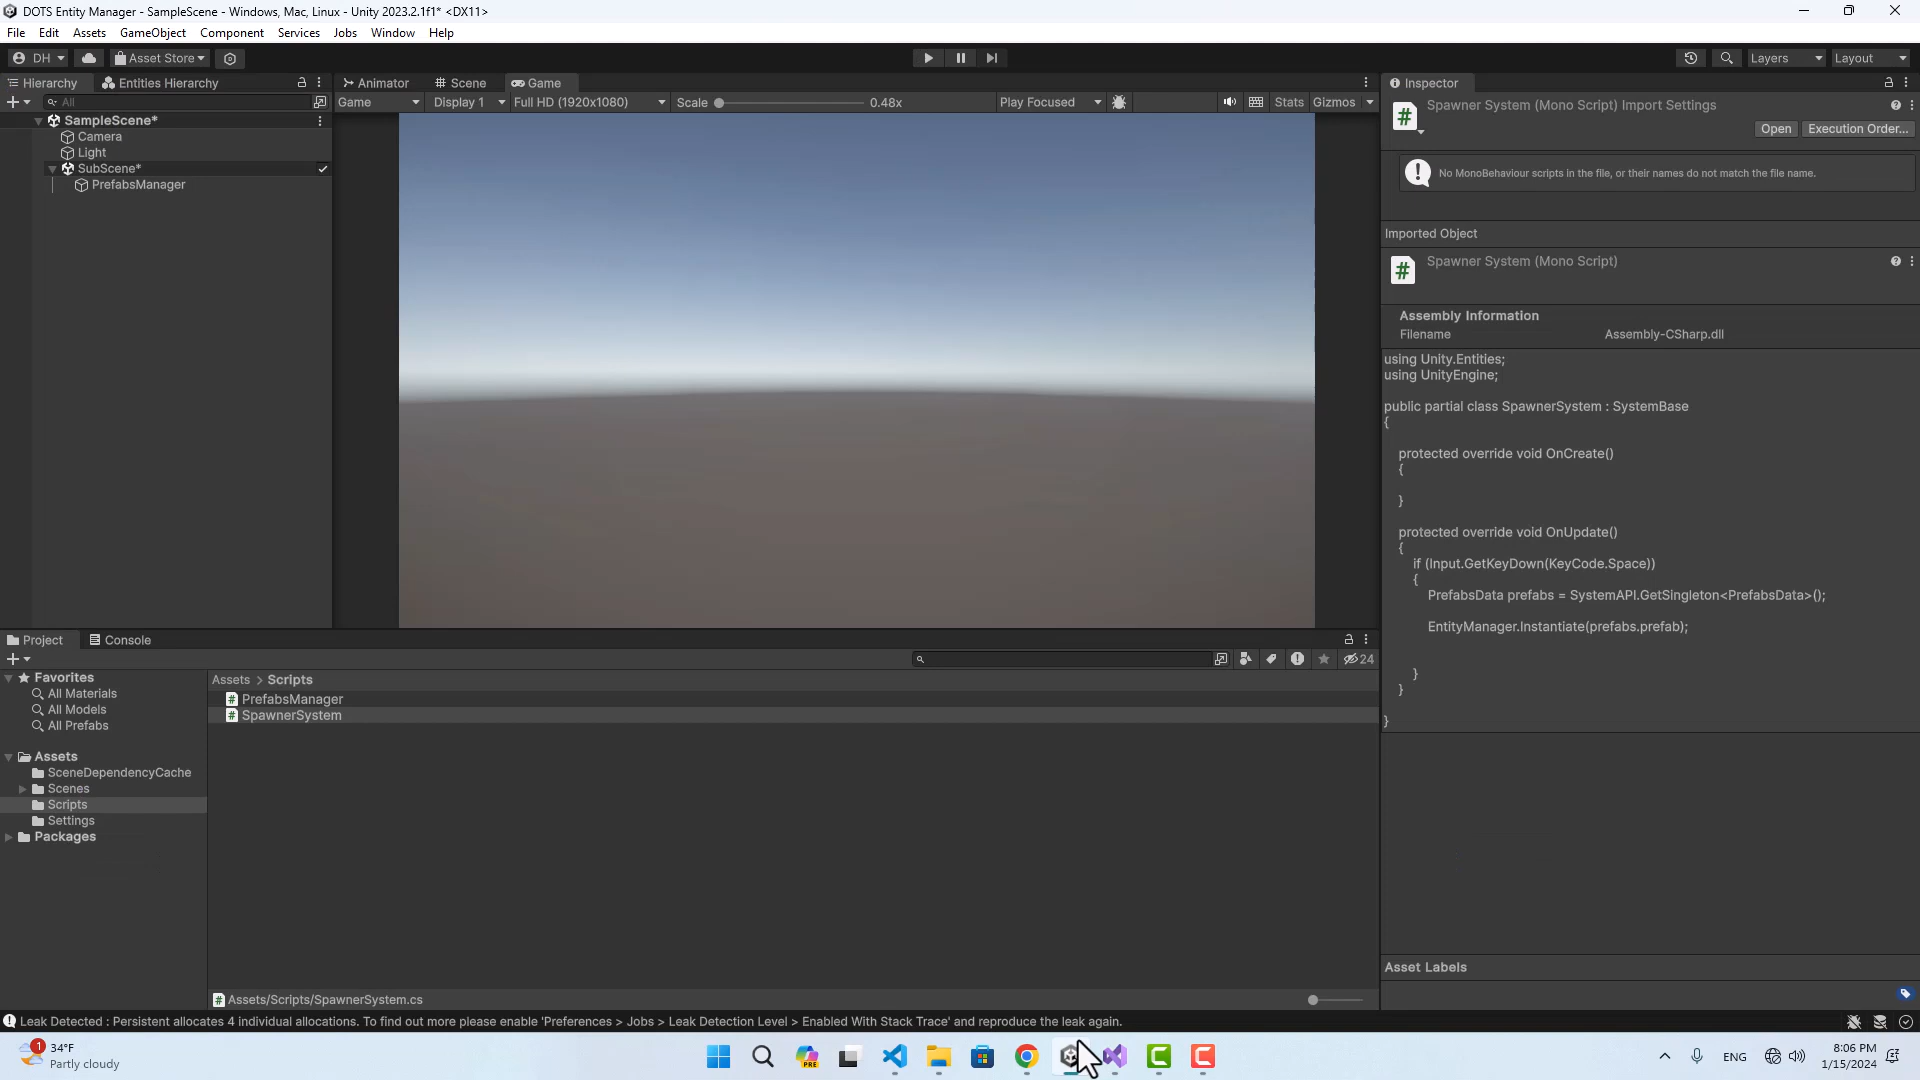 DOTS Entity Manager - SampleScene - Windows, Mac, Linux - Unity 2023.2.1f1* <DX11>
File Edit Assets GameObject Component Services Jobs Window Help
DH Asset Store Layers Layout
Hierarchy Entities Hierarchy
All
SampleScene*
Camera
Light
SubScene*
PrefabsManager
Animator Scene Game
Game Display 1 Full HD (1920x1080) Scale 0.48x Play Focused Stats Gizmos
Inspector
Spawner System (Mono Script) Import Settings
Open Execution Order...
No MonoBehaviour scripts in the file, or their names do not match the file name.
Imported Object
Spawner System (Mono Script)
Assembly Information
Filename Assembly-CSharp.dll
using Unity.Entities;
using UnityEngine;
public partial class SpawnerSystem : SystemBase
{
protected override void OnCreate()
{
}
protected override void OnUpdate()
{
if (Input.GetKeyDown(KeyCode.Space))
{
PrefabsData prefabs = SystemAPI.GetSingleton<PrefabsData>();
EntityManager.Instantiate(prefabs.prefab);
}
}
}
Asset Labels
Project Console
24
Favorites
All Materials
All Models
All Prefabs
Assets
SceneDependencyCache
Scenes
Scripts
Settings
Packages
Assets > Scripts
PrefabsManager
SpawnerSystem
Assets/Scripts/SpawnerSystem.cs
Leak Detected : Persistent allocates 4 individual allocations. To find out more please enable 'Preferences > Jobs > Leak Detection Level > Enabled With Stack Trace' and reproduce the leak again.
1
34°F
Partly cloudy
PRE
ENG
8:06 PM
1/15/2024